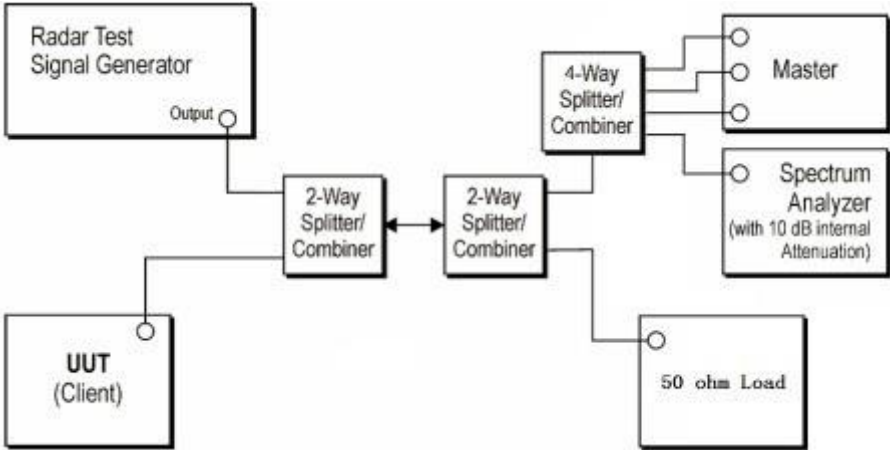 Radar Test
Signal Generator
Output
4-Way
Splitter/
Combiner
Master
2-Way
Splitter/
Combiner
2-Way
Splitter/
Combiner
Spectrum
Analyzer
(with 10 dB internal
Attenuation)
UUT
(Client)
50 ohm Load